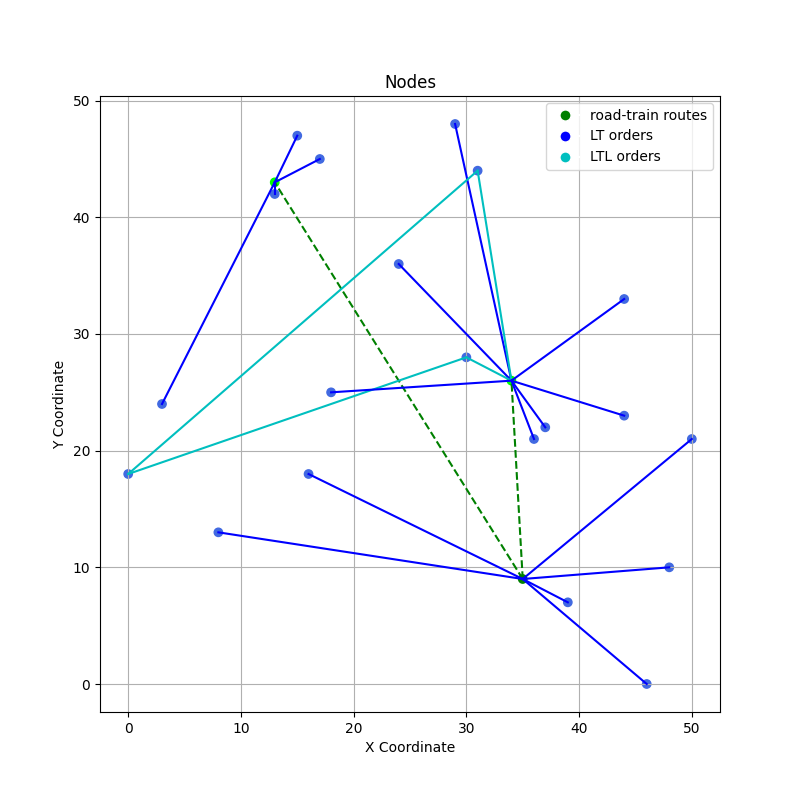 Nodes
road-train routes
LT orders
LTL orders
50
40
30
20
10
0
Y Coordinate
0 10 20 30 40 50
X Coordinate